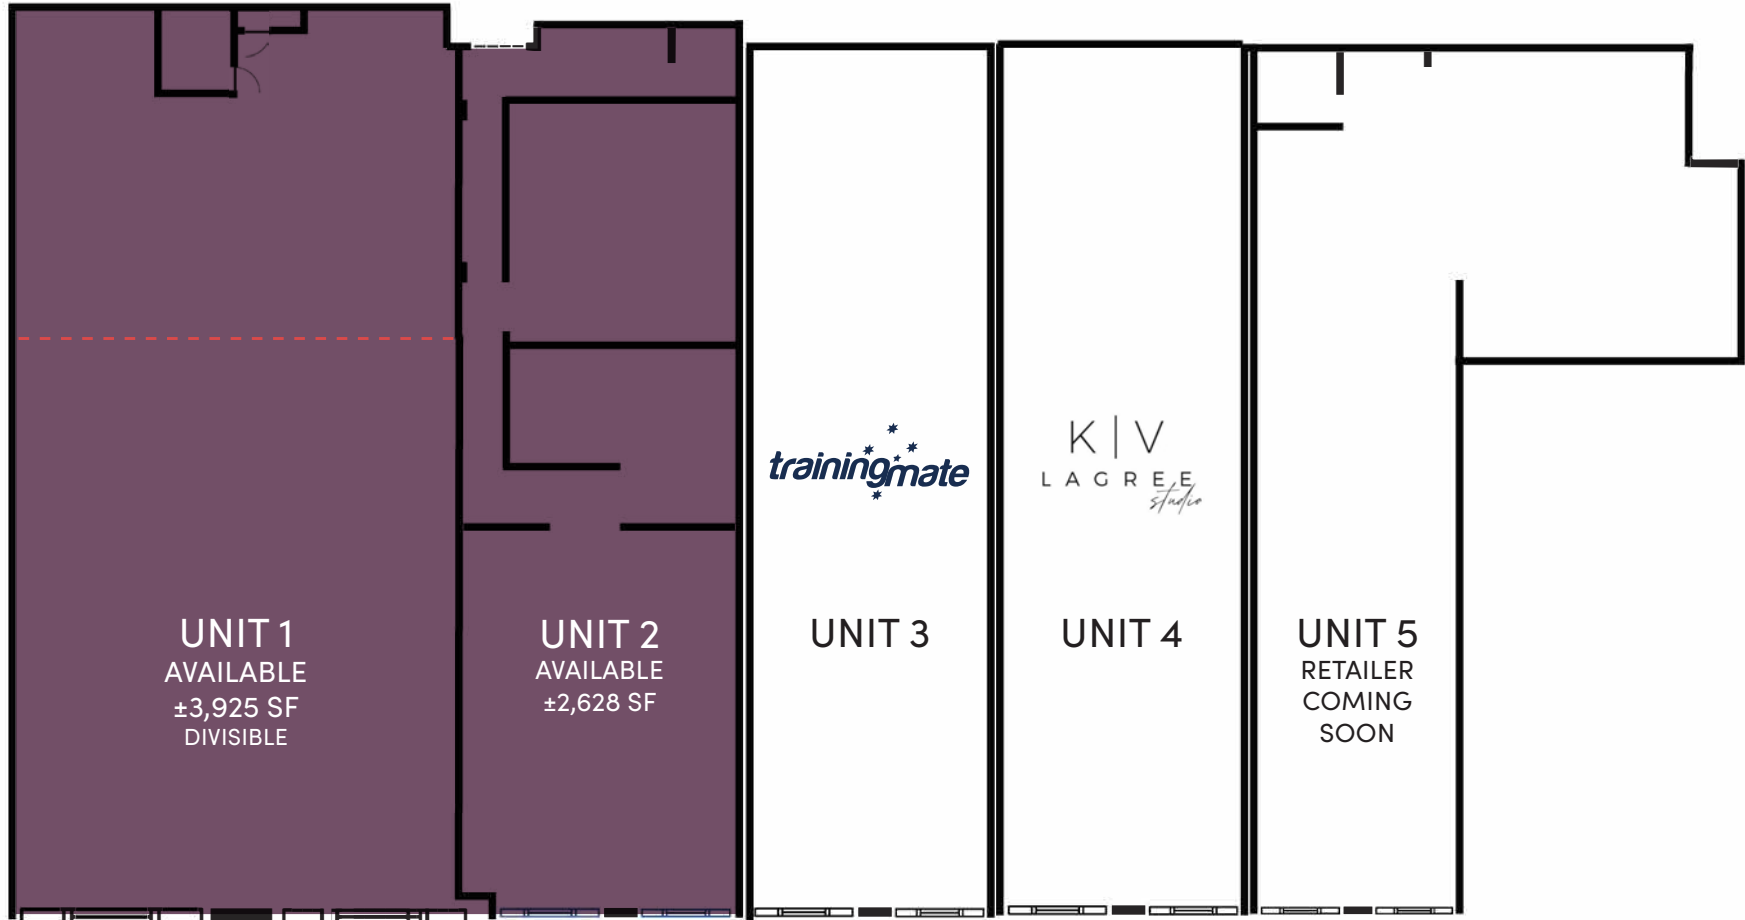 trainingmate
K|V
LAGREE
studio
UNIT 1
AVAILABLE
±3,925 SF
DIVISIBLE
UNIT 2
AVAILABLE
±2,628 SF
UNIT 3
UNIT 4
UNIT 5
RETAILER
COMING
SOON